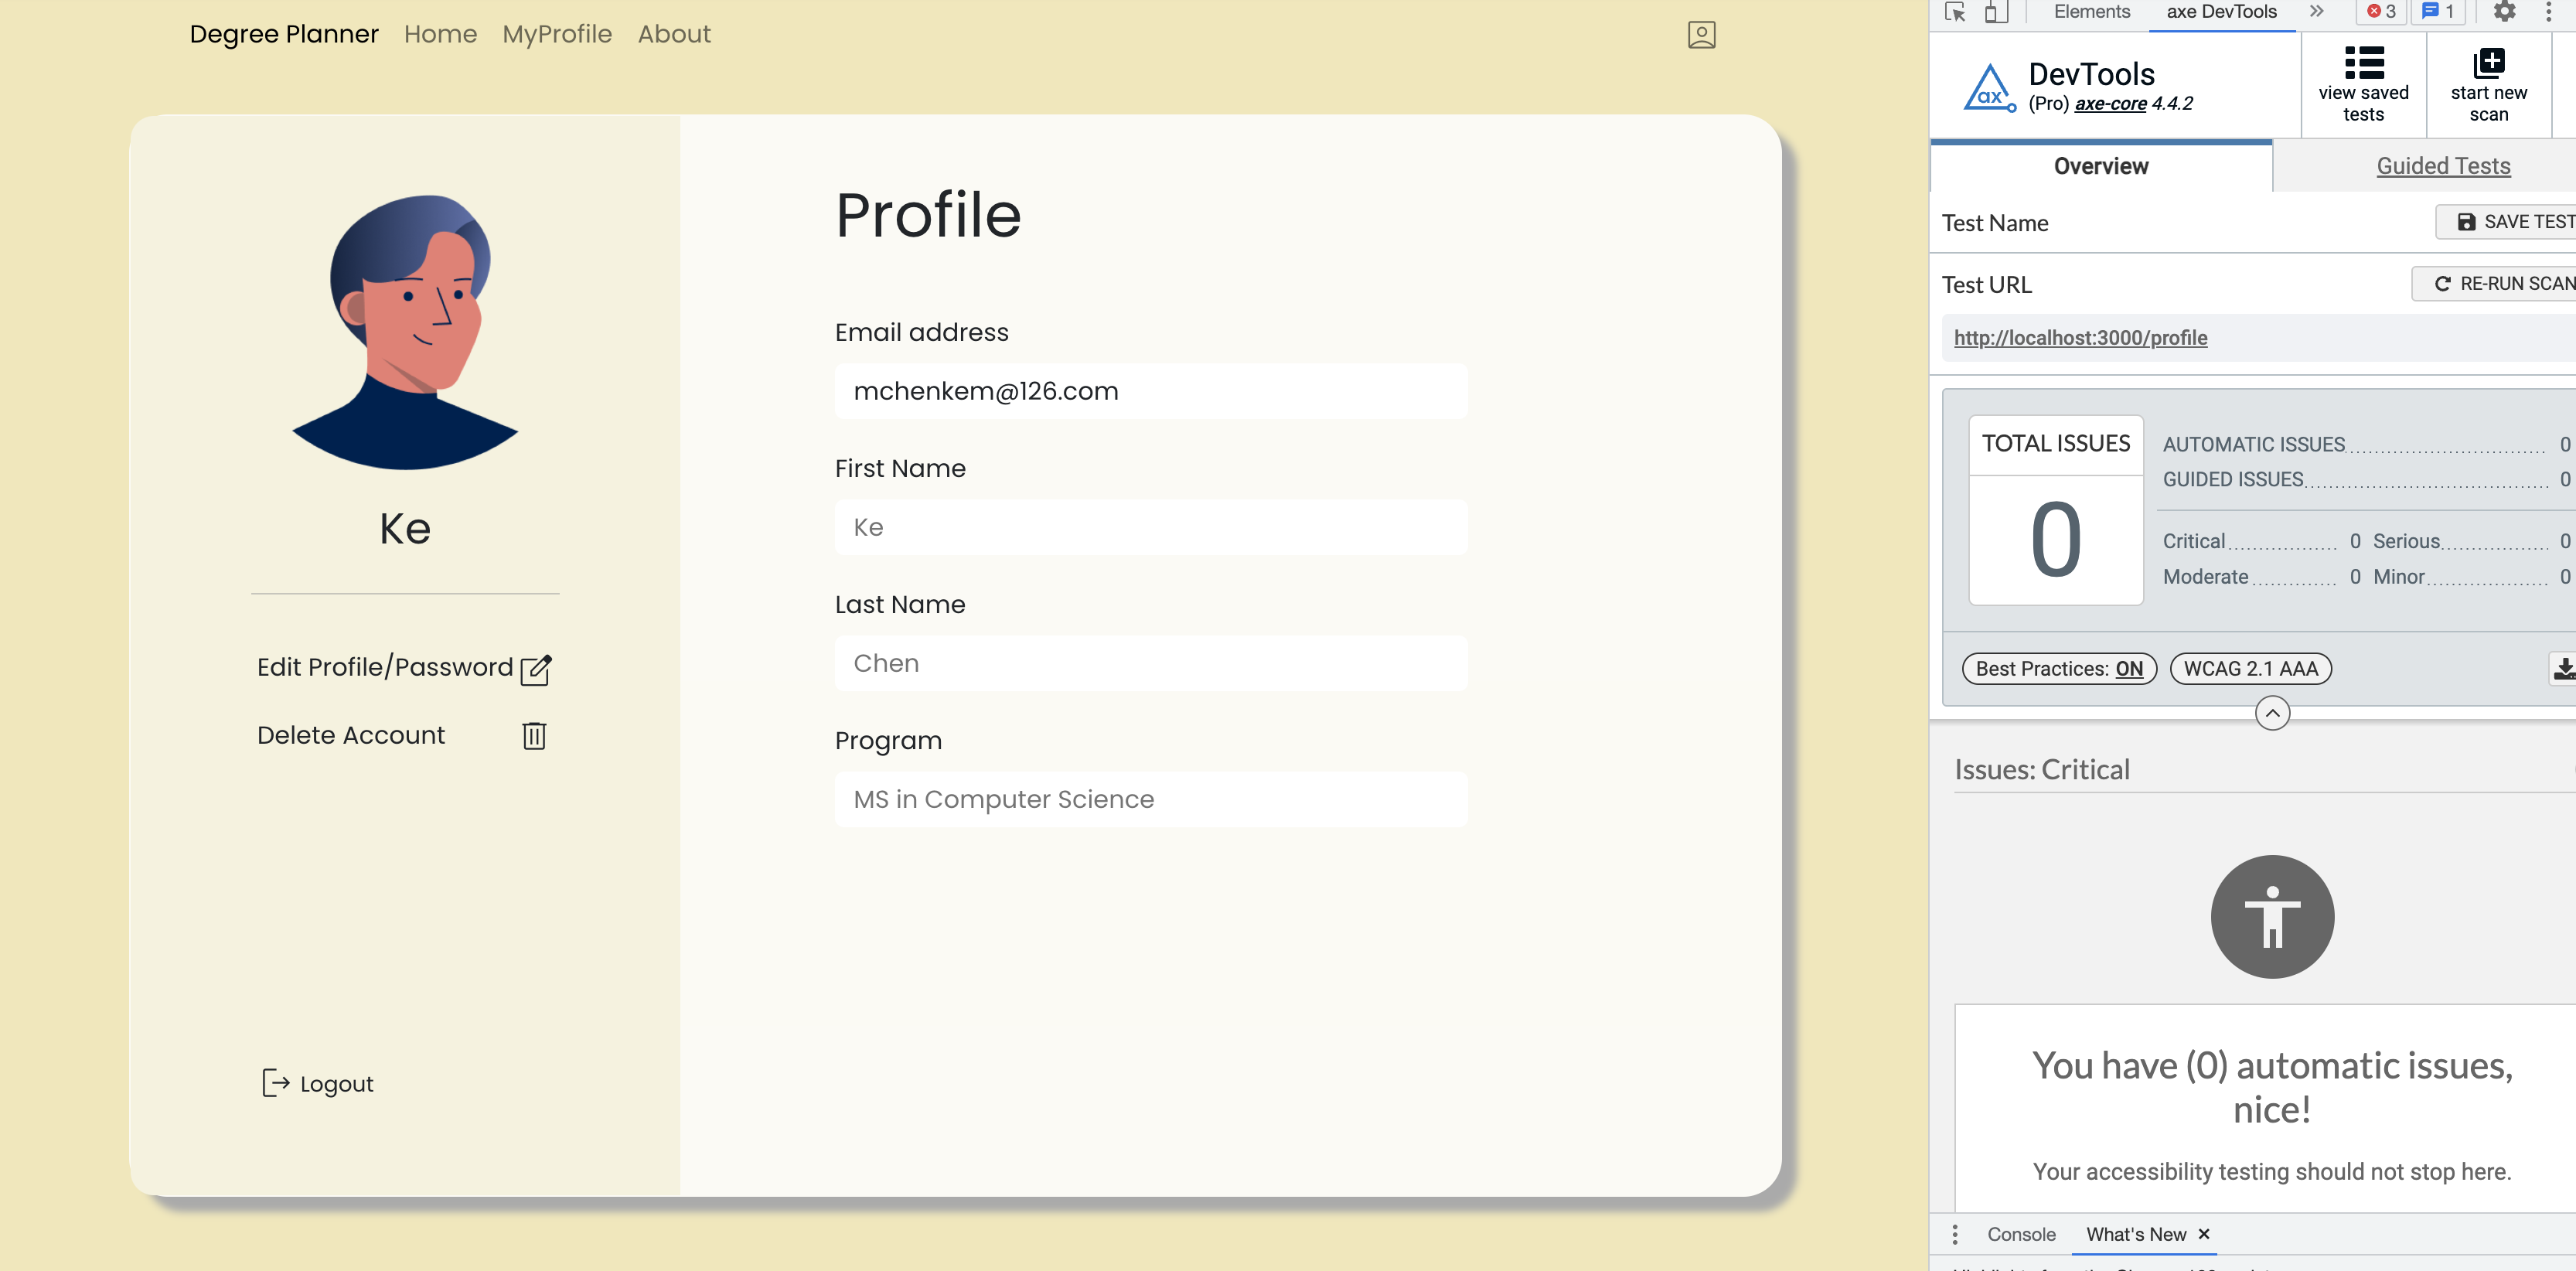 Degree Planner Home MyProfile About
Profile
Email address
mchenkem@126.com
First Name
Ke
Last Name
Chen
Program
MS in Computer Science
Ke
Edit Profile/Password
Delete Account
Logout
Elements axe DevTools 3 1
ax
DevTools
(Pro) axe-core 4.4.2
view saved
tests
start new
scan
Overview Guided Tests
Test Name SAVE TEST
Test URL RE-RUN SCAN
http://localhost:3000/profile
TOTAL ISSUES
0
AUTOMATIC ISSUES 0
GUIDED ISSUES 0
Critical 0 Serious 0
Moderate 0 Minor 0
Best Practices: ON WCAG 2.1 AAA
Issues: Critical
You have (0) automatic issues,
nice!
Your accessibility testing should not stop here.
Console What's New ×